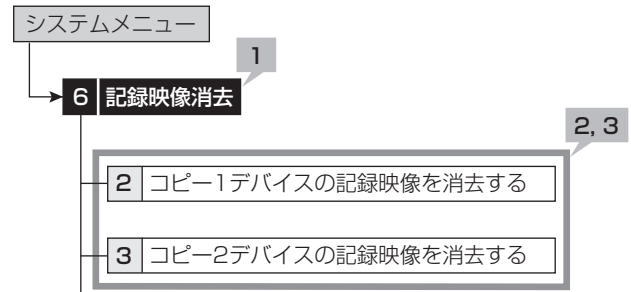 システムメニュー
1
6 記録映像消去
2, 3
2 コピー1デバイスの記録映像を消去する
3 コピー2デバイスの記録映像を消去する